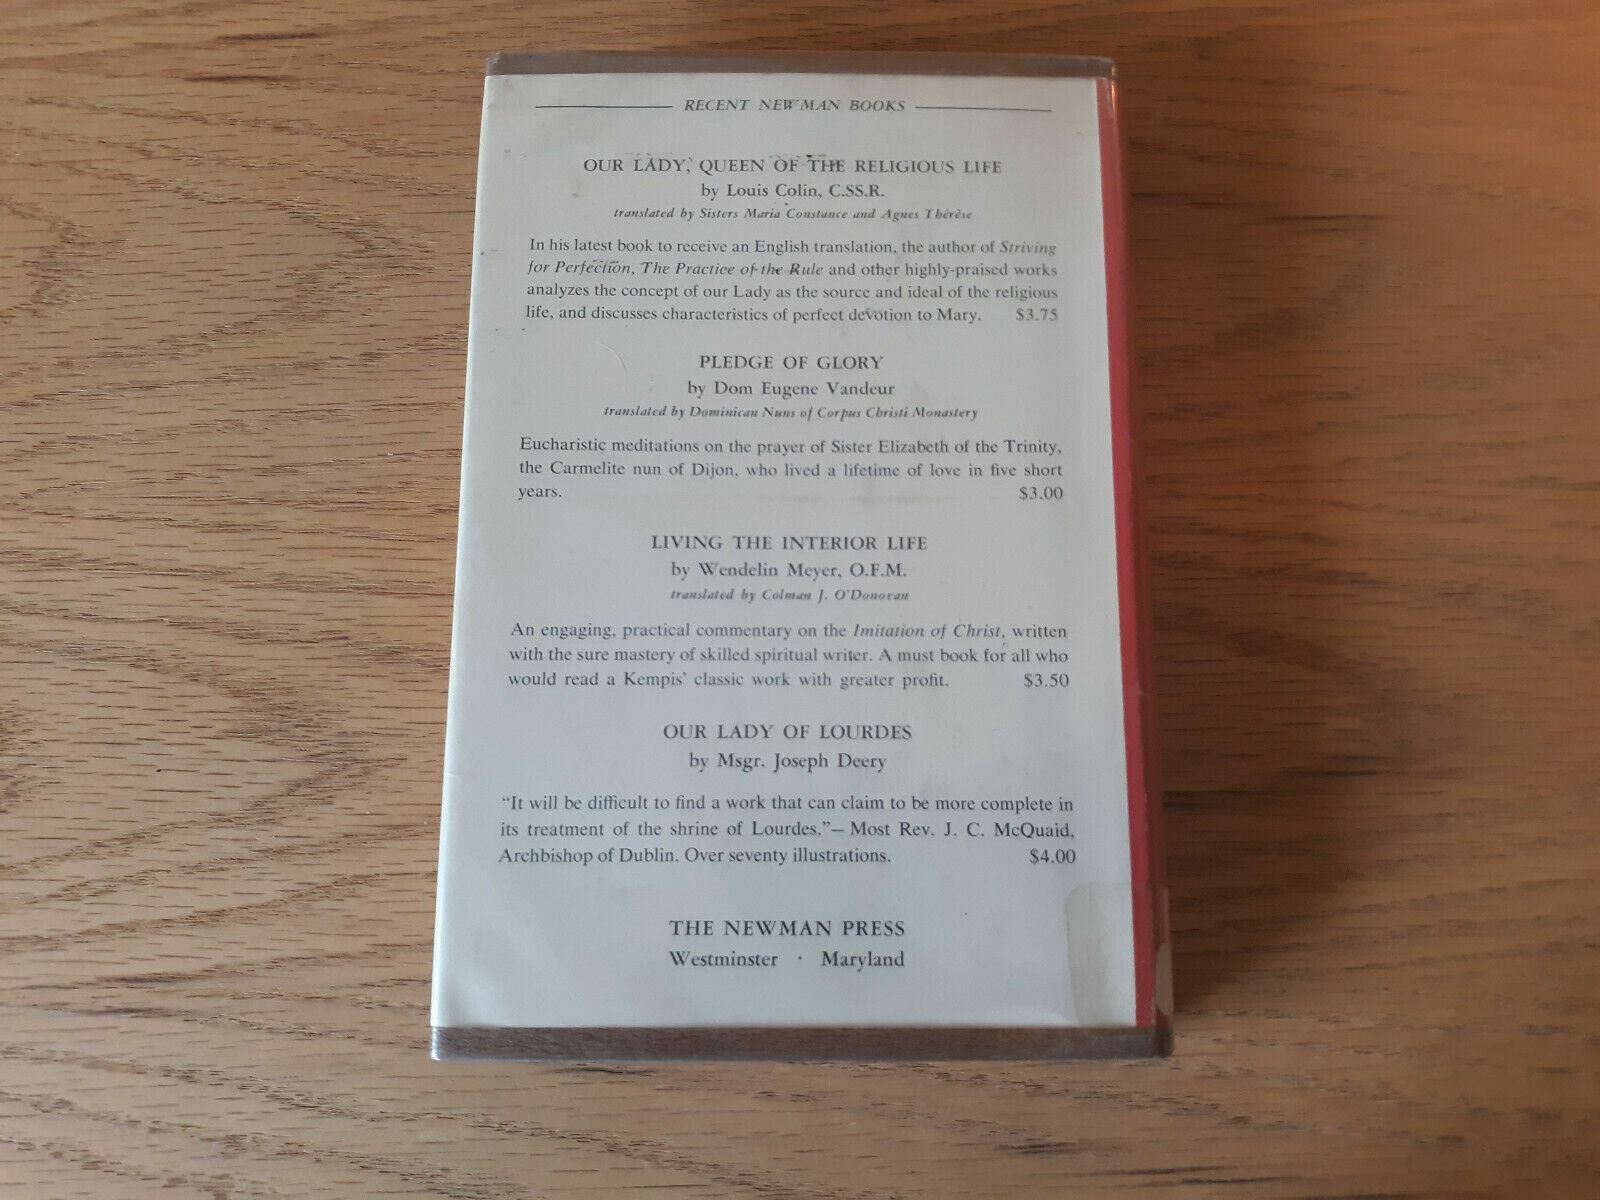 RECENT NEWMAN BOOKS
OUR LADY, QUEEN OF THE RELIGIOUS LIFE
by Louis Colin, C.SS.R.
translated by Sisters Maria Constance and Agnes Thérèse
In his latest book to receive an English translation, the author of Striving
for Perfection, The Practice of the Rule and other highly-praised works
analyzes the concept of our Lady as the source and ideal of the religious
life, and discusses characteristics of perfect devotion to Mary. $3.75
PLEDGE OF GLORY
by Dom Eugene Vandeur
translated by Dominican Nuns of Corpus Christi Monastery
Eucharistic meditations on the prayer of Sister Elizabeth of the Trinity,
the Carmelite nun of Dijon, who lived a lifetime of love in five short
years. $3.00
LIVING THE INTERIOR LIFE
by Wendelin Meyer, O.F.M.
translated by Colman J. O'Donovan
An engaging, practical commentary on the Imitation of Christ, written
with the sure mastery of skilled spiritual writer. A must book for all who
would read a Kempis' classic work with greater profit. $3.50
OUR LADY OF LOURDES
by Msgr. Joseph Deery
"It will be difficult to find a work that can claim to be more complete in
its treatment of the shrine of Lourdes."—Most Rev. J. C. McQuaid,
Archbishop of Dublin. Over seventy illustrations. $4.00
THE NEWMAN PRESS
Westminster · Maryland